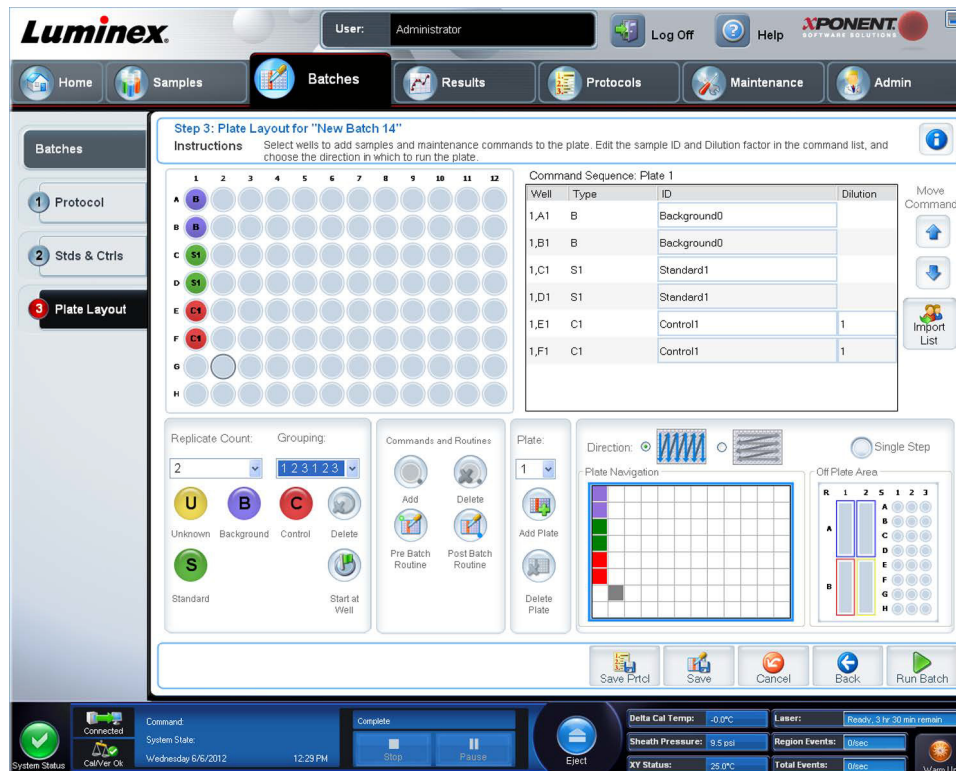 Luminex.
User: Administrator
Log Off
Help
XPONENT
SOFTWARE SOLUTIONS
Home
Samples
Batches
Results
Protocols
Maintenance
Admin
Batches
1 Protocol
2 Stds & Ctrls
3 Plate Layout
Step 3: Plate Layout for "New Batch 14"
Instructions Select wells to add samples and maintenance commands to the plate. Edit the sample ID and Dilution factor in the command list, and
choose the direction in which to run the plate.
1 2 3 4 5 6 7 8 9 10 11 12
A B
B B
C S1
D S1
E C1
F C1
G
H
Command Sequence: Plate 1
Well Type ID Dilution
1,A1 B Background0
1,B1 B Background0
1,C1 S1 Standard1
1,D1 S1 Standard1
1,E1 C1 Control1 1
1,F1 C1 Control1 1
Move
Command
Import
List
Replicate Count: Grouping:
2 1 2 3 1 2 3
U B C
Unknown Background Control Delete
S
Standard
Start at
Well
Commands and Routines
Add Delete
Pre Batch
Routine
Post Batch
Routine
Plate:
1
Add Plate
Delete
Plate
Direction:
Single Step
Plate Navigation
Off Plate Area
R 1 2 S 1 2 3
A
B
A
B
C
D
E
F
G
H
Save Prtcl
Save
Cancel
Back
Run Batch
System Status
Connected
Cal/Ver Ok
Command:
System State:
Wednesday 6/6/2012 12:29 PM
Complete
Stop
Pause
Eject
Delta Cal Temp: -0.0°C
Sheath Pressure: 9.5 psi
XY Status: 25.0°C
Laser: Ready, 3 hr 30 min remain
Region Events: 0/sec
Total Events: 0/sec
Warm Up